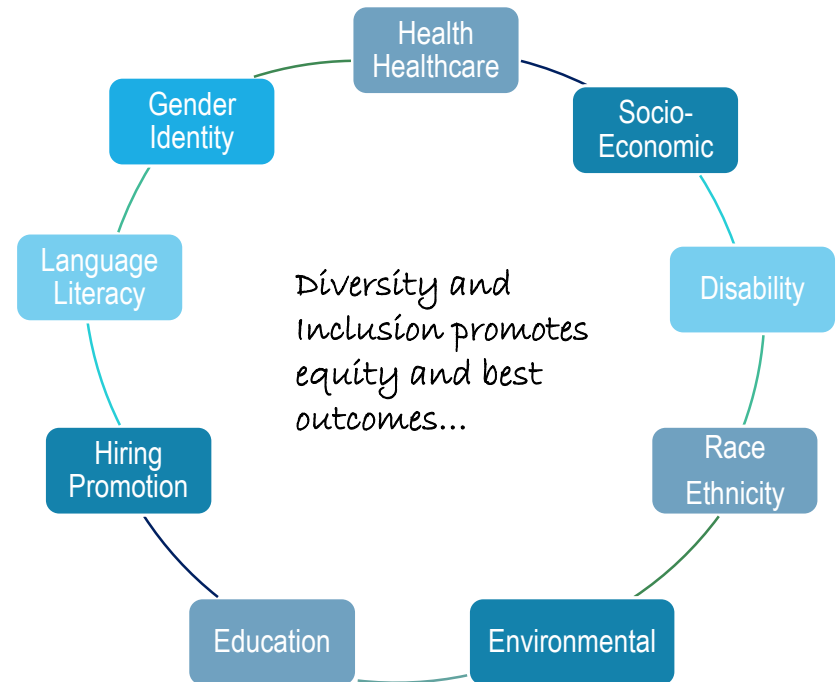 Health
Healthcare
Socio-
Economic
Disability
Race
Ethnicity
Environmental
Education
Hiring
Promotion
Language
Literacy
Gender
Identity
Diversity and
Inclusion promotes
equity and best
outcomes...